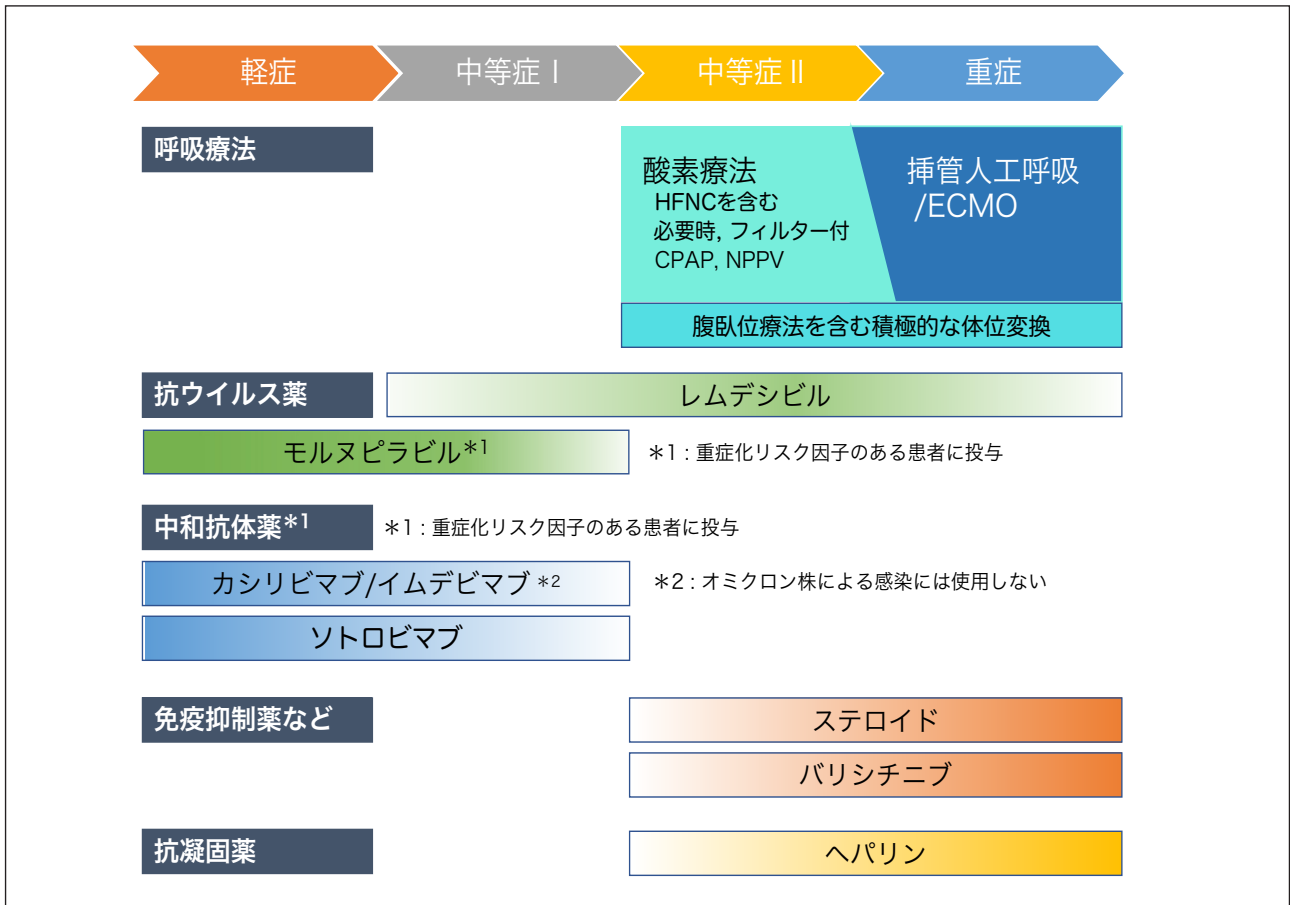 軽症
中等症Ⅰ
中等症Ⅱ
重症
呼吸療法
酸素療法
HFNCを含む
必要時, フィルター付
CPAP, NPPV
挿管人工呼吸
/ECMO
腹臥位療法を含む積極的な体位変換
抗ウイルス薬
レムデシビル
モルヌピラビル*1
*1 : 重症化リスク因子のある患者に投与
中和抗体薬*1
*1 : 重症化リスク因子のある患者に投与
カシリビマブ/イムデビマブ *2
*2 : オミクロン株による感染には使用しない
ソトロビマブ
免疫抑制薬など
ステロイド
バリシチニブ
抗凝固薬
ヘパリン